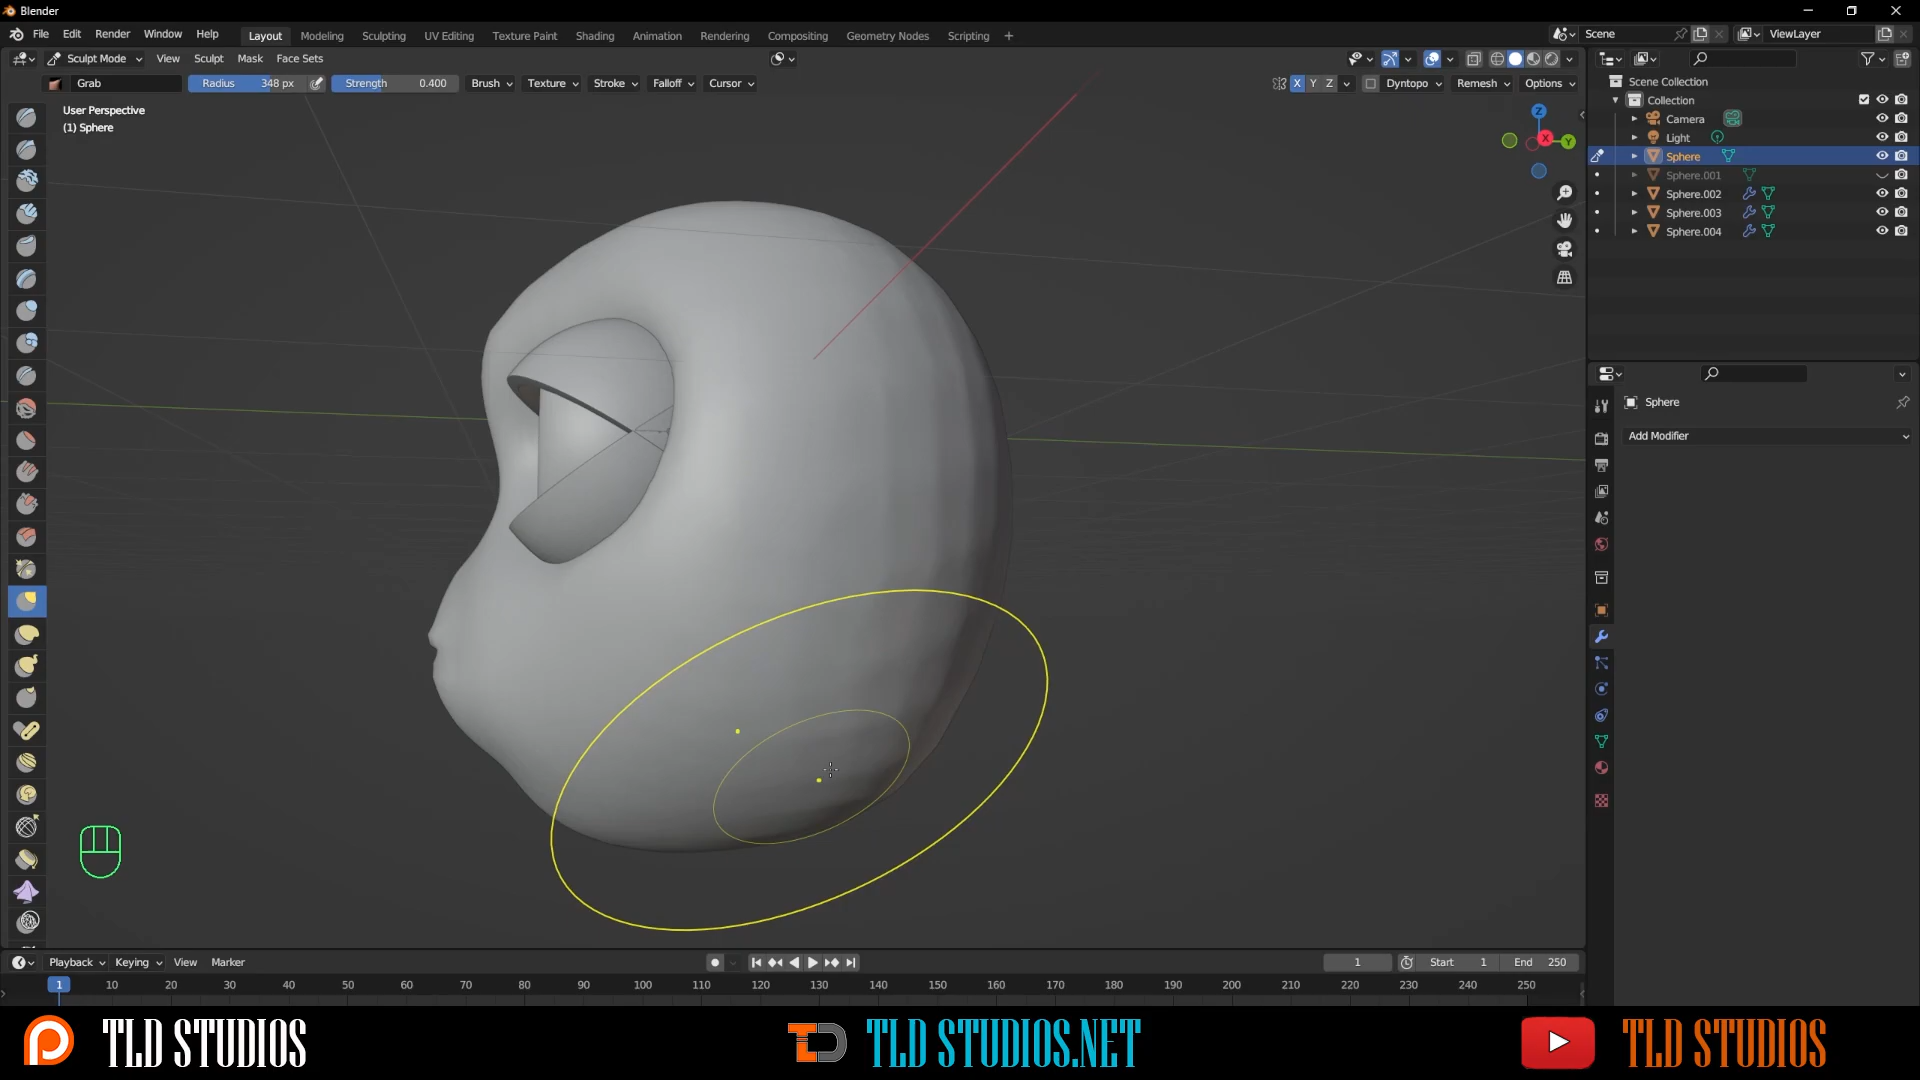 Blender
File Edit Render Window Help Layout Modeling Sculpting UV Editing Texture Paint Shading Animation Rendering Compositing Geometry Nodes Scripting + Scene ViewLayer
Sculpt Mode View Sculpt Mask Face Sets
Grab Radius 348 px Strength 0.400 Brush Texture Stroke Falloff Cursor X Y Z Dyntopo Remesh Options
User Perspective
(1) Sphere
Z
X
Y
Scene Collection
Collection
Camera
Light
Sphere
Sphere.001
Sphere.002
Sphere.003
Sphere.004
Sphere
Add Modifier
Playback Keying View Marker 1 Start 1 End 250
1 10 20 30 40 50 60 70 80 90 100 110 120 130 140 150 160 170 180 190 200 210 220 230 240 250
TLD STUDIOS TLD STUDIOS.NET TLD STUDIOS